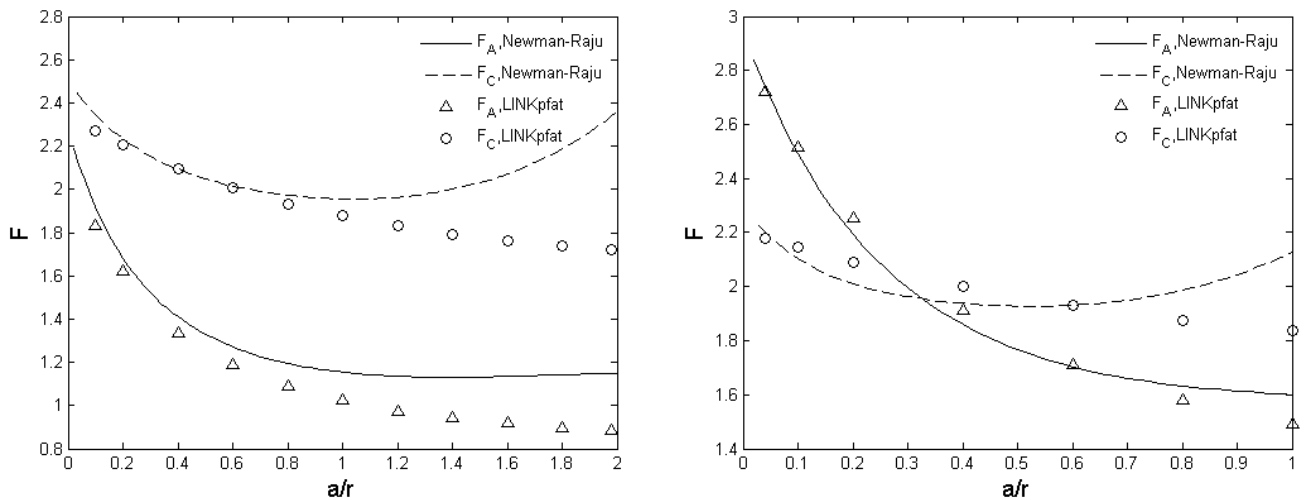 2.8
2.6
2.4
2.2
2
1.8
1.6
1.4
1.2
1
0.8
F
F_A,Newman-Raju
F_C,Newman-Raju
F_A,LINKpfat
F_C,LINKpfat
0 0.2 0.4 0.6 0.8 1 1.2 1.4 1.6 1.8 2
a/r
3
2.8
2.6
2.4
2.2
2
1.8
1.6
1.4
F
F_A,Newman-Raju
F_C,Newman-Raju
F_A,LINKpfat
F_C,LINKpfat
0 0.1 0.2 0.3 0.4 0.5 0.6 0.7 0.8 0.9 1
a/r